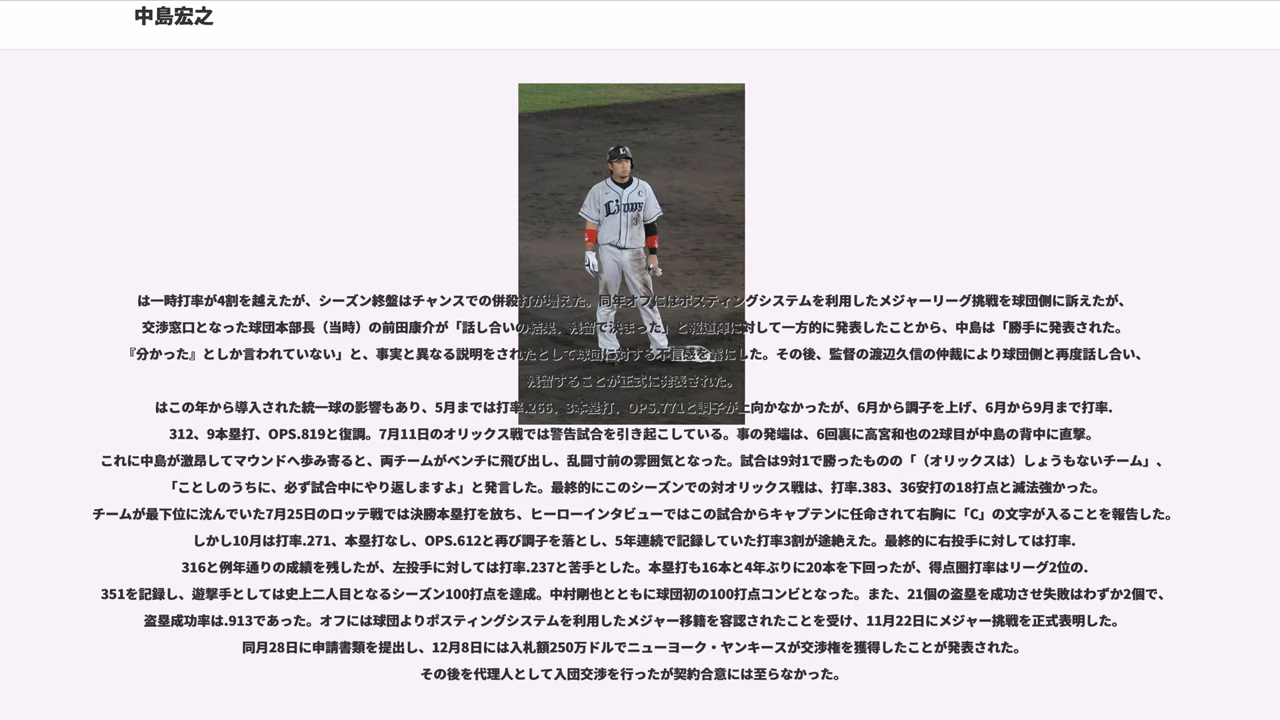 中島宏之
L
C
Lions
3
は一時打率が4割を越えたが、シーズン終盤はチャンスでの併殺打が増えた。同年オフにはポスティングシステムを利用したメジャーリーグ挑戦を球団側に訴えたが、
交渉窓口となった球団本部長（当時）の前田康介が「話し合いの結果、残留で決まった」と報道陣に対して一方的に発表したことから、中島は「勝手に発表された。
『分かった』としか言われていない」と、事実と異なる説明をされたとして球団に対する不信感を露にした。その後、監督の渡辺久信の仲裁により球団側と再度話し合い、
残留することが正式に発表された。
はこの年から導入された統一球の影響もあり、5月までは打率.266，3本塁打，OPS.771と調子が上向かなかったが、6月から調子を上げ、6月から9月まで打率.
312、9本塁打、OPS.819と復調。7月11日のオリックス戦では警告試合を引き起こしている。事の発端は、6回裏に高宮和也の2球目が中島の背中に直撃。
これに中島が激昂してマウンドへ歩み寄ると、両チームがベンチに飛び出し、乱闘寸前の雰囲気となった。試合は9対1で勝ったものの「（オリックスは）しょうもないチーム」、
「ことしのうちに、必ず試合中にやり返しますよ」と発言した。最終的にこのシーズンでの対オリックス戦は、打率.383、36安打の18打点と滅法強かった。
チームが最下位に沈んでいた7月25日のロッテ戦では決勝本塁打を放ち、ヒーローインタビューではこの試合からキャプテンに任命されて右胸に「C」の文字が入ることを報告した。
しかし10月は打率.271、本塁打なし、OPS.612と再び調子を落とし、5年連続で記録していた打率3割が途絶えた。最終的に右投手に対しては打率.
316と例年通りの成績を残したが、左投手に対しては打率.237と苦手とした。本塁打も16本と4年ぶりに20本を下回ったが、得点圏打率はリーグ2位の.
351を記録し、遊撃手としては史上二人目となるシーズン100打点を達成。中村剛也とともに球団初の100打点コンビとなった。また、21個の盗塁を成功させ失敗はわずか2個で、
盗塁成功率は.913であった。オフには球団よりポスティングシステムを利用したメジャー移籍を容認されたことを受け、11月22日にメジャー挑戦を正式表明した。
同月28日に申請書類を提出し、12月8日には入札額250万ドルでニューヨーク・ヤンキースが交渉権を獲得したことが発表された。
その後を代理人として入団交渉を行ったが契約合意には至らなかった。